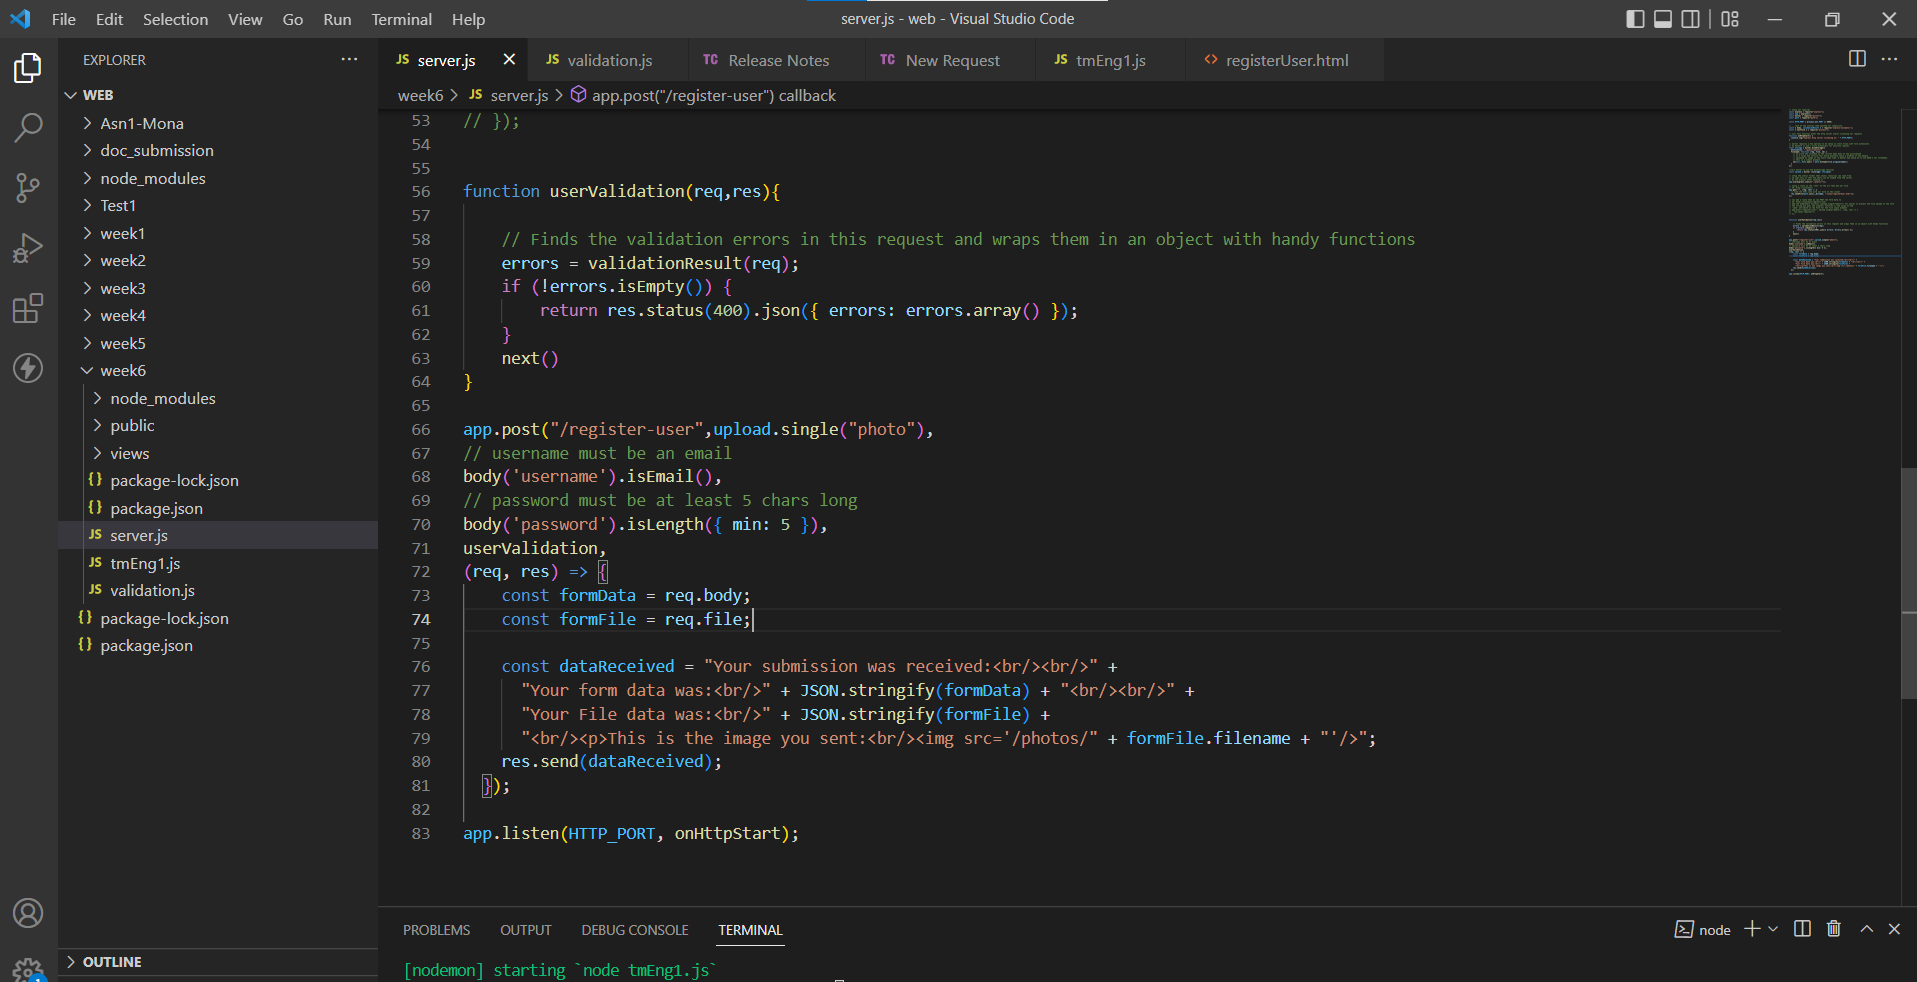 File Edit Selection View Go Run Terminal Help
server.js - web - Visual Studio Code
EXPLORER
WEB
Asn1-Mona
doc_submission
node_modules
Test1
week1
week2
week3
week4
week5
week6
node_modules
public
views
{} package-lock.json
{} package.json
JS server.js
JS tmEng1.js
JS validation.js
{} package-lock.json
{} package.json
OUTLINE
1
JS server.js
JS validation.js
TC Release Notes
TC New Request
JS tmEng1.js
<> registerUser.html
week6 > JS server.js > app.post("/register-user") callback
53 // });
54
55
56 function userValidation(req,res){
57
58 // Finds the validation errors in this request and wraps them in an object with handy functions
59 errors = validationResult(req);
60 if (!errors.isEmpty()) {
61 return res.status(400).json({ errors: errors.array() });
62 }
63 next()
64 }
65
66 app.post("/register-user",upload.single("photo"),
67 // username must be an email
68 body('username').isEmail(),
69 // password must be at least 5 chars long
70 body('password').isLength({ min: 5 }),
71 userValidation,
72 (req, res) => {
73 const formData = req.body;
74 const formFile = req.file;
75
76 const dataReceived = "Your submission was received:<br/><br/>" +
77 "Your form data was:<br/>" + JSON.stringify(formData) + "<br/><br/>" +
78 "Your File data was:<br/>" + JSON.stringify(formFile) +
79 "<br/><p>This is the image you sent:<br/><img src='/photos/" + formFile.filename + "'/>";
80 res.send(dataReceived);
81 });
82
83 app.listen(HTTP_PORT, onHttpStart);
PROBLEMS OUTPUT DEBUG CONSOLE TERMINAL
node
[nodemon] starting `node tmEng1.js`